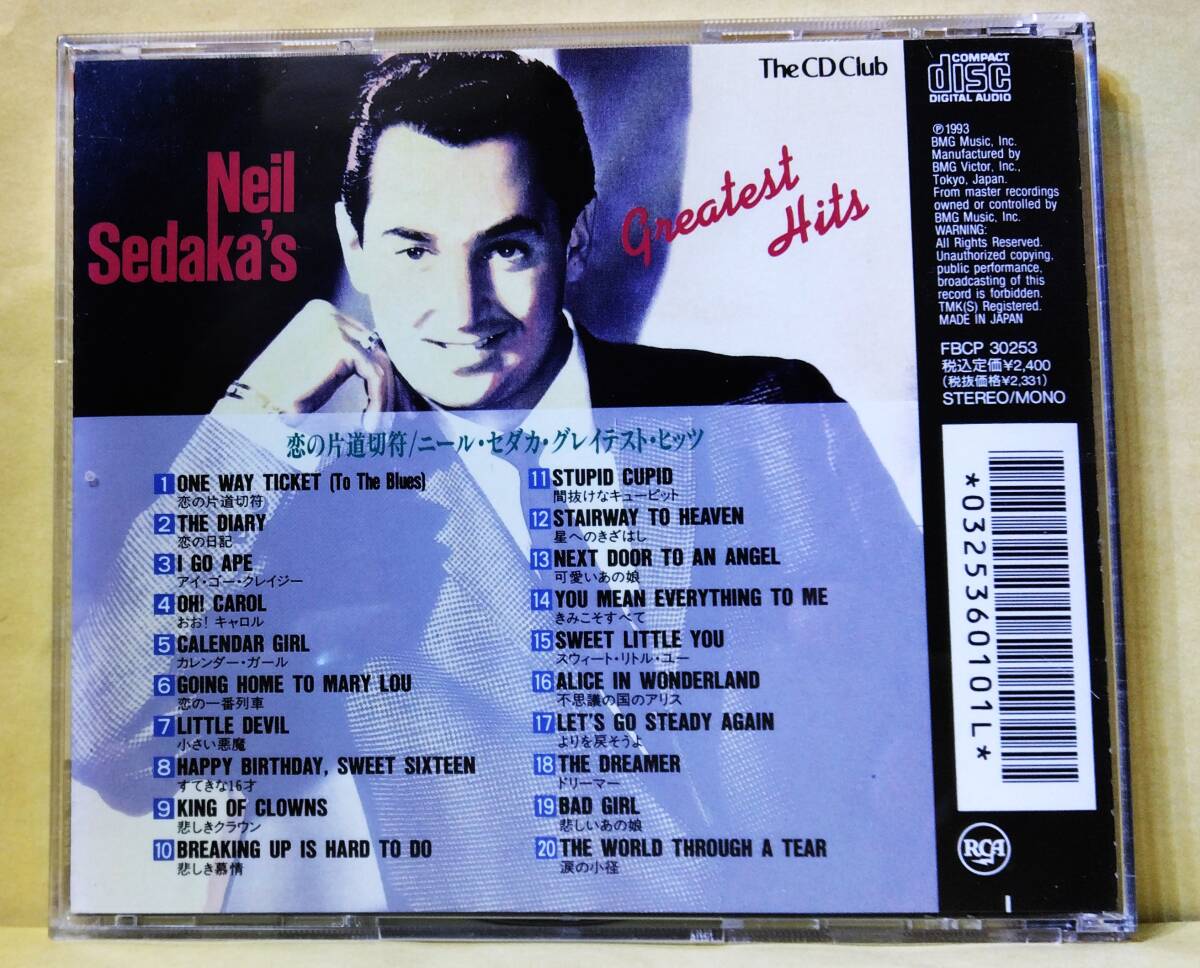 Neil
Sedaka's
Greatest
Hits
The CD Club
COMPACT
disc
DIGITAL AUDIO
℗1993
BMG Music, Inc.
Manufactured by
BMG Victor, Inc.,
Tokyo, Japan.
From master recordings
owned or controlled by
BMG Music, Inc.
WARNING:
All Rights Reserved.
Unauthorized copying,
public performance,
broadcasting of this
record is forbidden.
TMK(S) Registered.
MADE IN JAPAN
FBCP 30253
税込定価¥2,400
(税抜価格¥2,331)
STEREO/MONO
*03253601 01L*
RCA
恋の片道切符/ニール・セダカ・グレイテスト・ヒッツ
1 ONE WAY TICKET (To The Blues)
恋の片道切符
2 THE DIARY
恋の日記
3 I GO APE
アイ・ゴー・クレイジー
4 OH! CAROL
おお! キャロル
5 CALENDAR GIRL
カレンダー・ガール
6 GOING HOME TO MARY LOU
恋の一番列車
7 LITTLE DEVIL
小さい悪魔
8 HAPPY BIRTHDAY, SWEET SIXTEEN
すてきな16才
9 KING OF CLOWNS
悲しきクラウン
10 BREAKING UP IS HARD TO DO
悲しき慕情
11 STUPID CUPID
間抜けなキューピット
12 STAIRWAY TO HEAVEN
星へのきざはし
13 NEXT DOOR TO AN ANGEL
可愛いあの娘
14 YOU MEAN EVERYTHING TO ME
きみこそすべて
15 SWEET LITTLE YOU
スウィート・リトル・ユー
16 ALICE IN WONDERLAND
不思議の国のアリス
17 LET'S GO STEADY AGAIN
よりを戻そうよ
18 THE DREAMER
ドリーマー
19 BAD GIRL
悲しいあの娘
20 THE WORLD THROUGH A TEAR
涙の小径